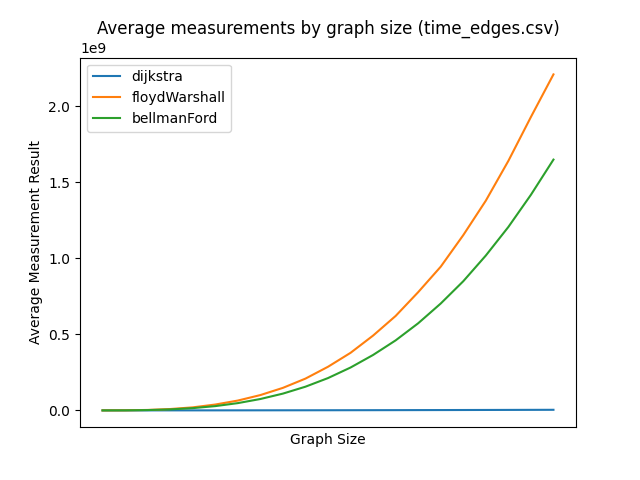 Average measurements by graph size (time_edges.csv)
1e9
dijkstra
floydWarshall
bellmanFord
2.0
1.5
1.0
0.5
0.0
Average Measurement Result
Graph Size